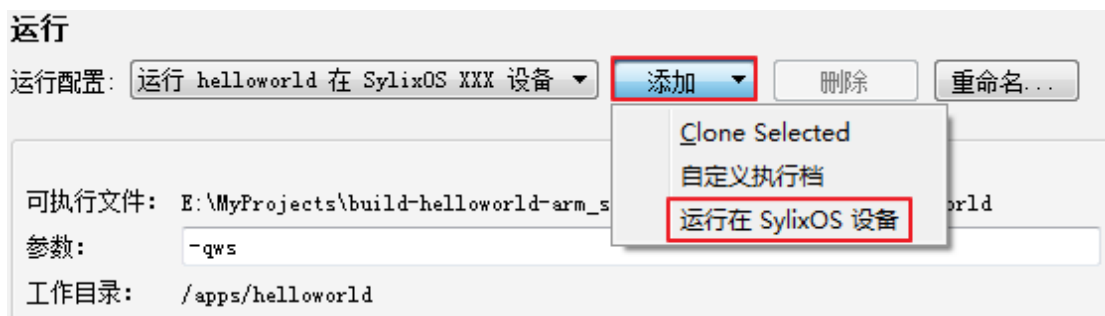 运行
运行配置: 运行 helloworld 在 SylixOS XXX 设备 添加 删除 重命名...
Clone Selected
自定义执行档
可执行文件: E:\MyProjects\build-helloworld-arm_s
运行在 SylixOS 设备
参数: -qws
工作目录: /apps/helloworld